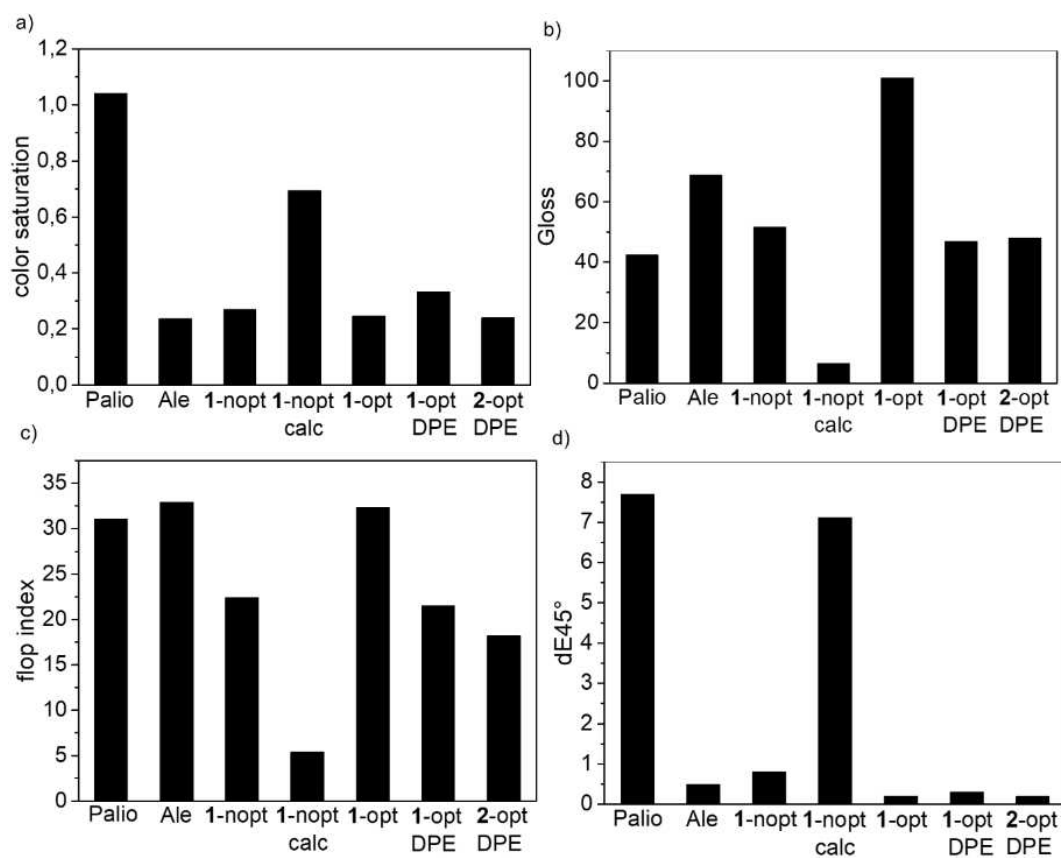 a)
1,2
1,0
0,8
0,6
0,4
0,2
0,0
color saturation
Palio Ale 1-nopt 1-nopt 1-opt 1-opt 2-opt
calc DPE DPE
b)
100
80
60
40
20
0
Gloss
Palio Ale 1-nopt 1-nopt 1-opt 1-opt 2-opt
calc DPE DPE
c)
35
30
25
20
15
10
5
0
flop index
Palio Ale 1-nopt 1-nopt 1-opt 1-opt 2-opt
calc DPE DPE
d)
8
7
6
5
4
3
2
1
0
dE45°
Palio Ale 1-nopt 1-nopt 1-opt 1-opt 2-opt
calc DPE DPE